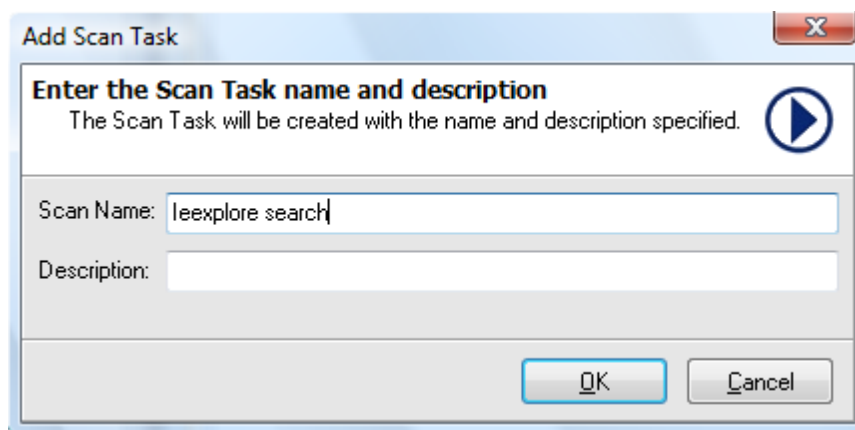 Add Scan Task
Enter the Scan Task name and description
The Scan Task will be created with the name and description specified.
Scan Name: Ieexplore search
Description:
OK Cancel